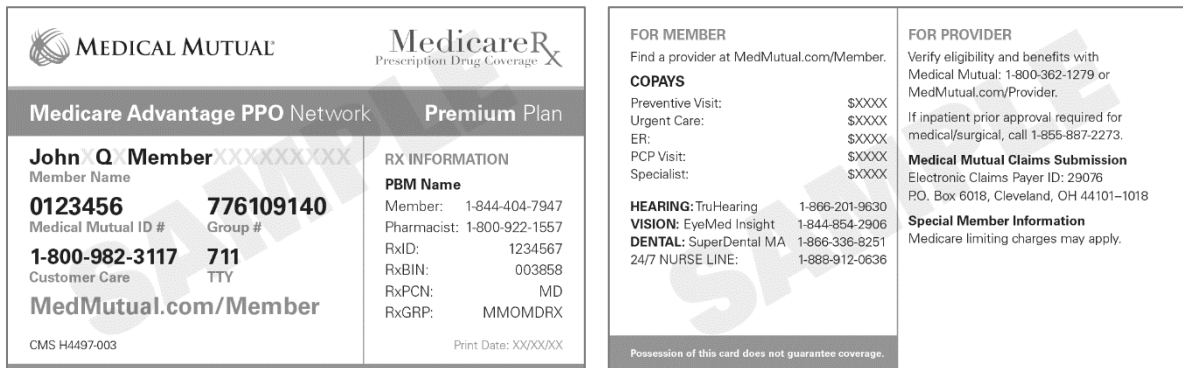 MEDICAL MUTUAL®
MedicareRx
Prescription Drug Coverage
Medicare Advantage PPO Network
Premium Plan
JohnXQXMemberXXXXXXXXX
Member Name
0123456
Medical Mutual ID #
776109140
Group #
1-800-982-3117
Customer Care
711
TTY
MedMutual.com/Member
CMS H4497-003
RX INFORMATION
PBM Name
Member: 1-844-404-7947
Pharmacist: 1-800-922-1557
RxID: 1234567
RxBIN: 003858
RxPCN: MD
RxGRP: MMOMDRX
Print Date: XX/XX/XX
SAMPLE
FOR MEMBER
Find a provider at MedMutual.com/Member.
COPAYS
Preventive Visit: $XXXX
Urgent Care: $XXXX
ER: $XXXX
PCP Visit: $XXXX
Specialist: $XXXX
HEARING: TruHearing 1-866-201-9630
VISION: EyeMed Insight 1-844-854-2906
DENTAL: SuperDental MA 1-866-336-8251
24/7 NURSE LINE: 1-888-912-0636
Possession of this card does not guarantee coverage.
FOR PROVIDER
Verify eligibility and benefits with
Medical Mutual: 1-800-362-1279 or
MedMutual.com/Provider.
If inpatient prior approval required for
medical/surgical, call 1-855-887-2273.
Medical Mutual Claims Submission
Electronic Claims Payer ID: 29076
P.O. Box 6018, Cleveland, OH 44101–1018
Special Member Information
Medicare limiting charges may apply.
SAMPLE